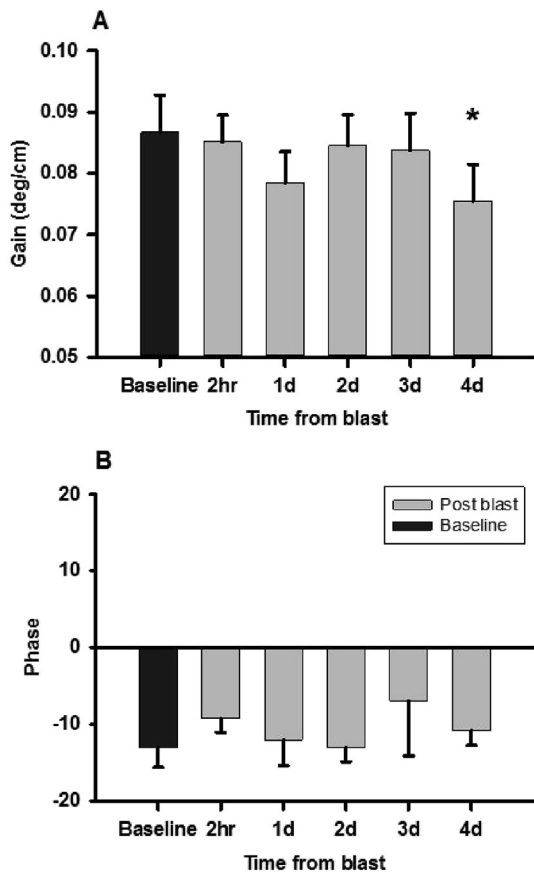 A
0.10
0.09
0.08
0.07
0.06
0.05
Gain (deg/cm)
*
Baseline 2hr 1d 2d 3d 4d
Time from blast
B
20
10
0
-10
-20
Phase
Post blast
Baseline
Baseline 2hr 1d 2d 3d 4d
Time from blast